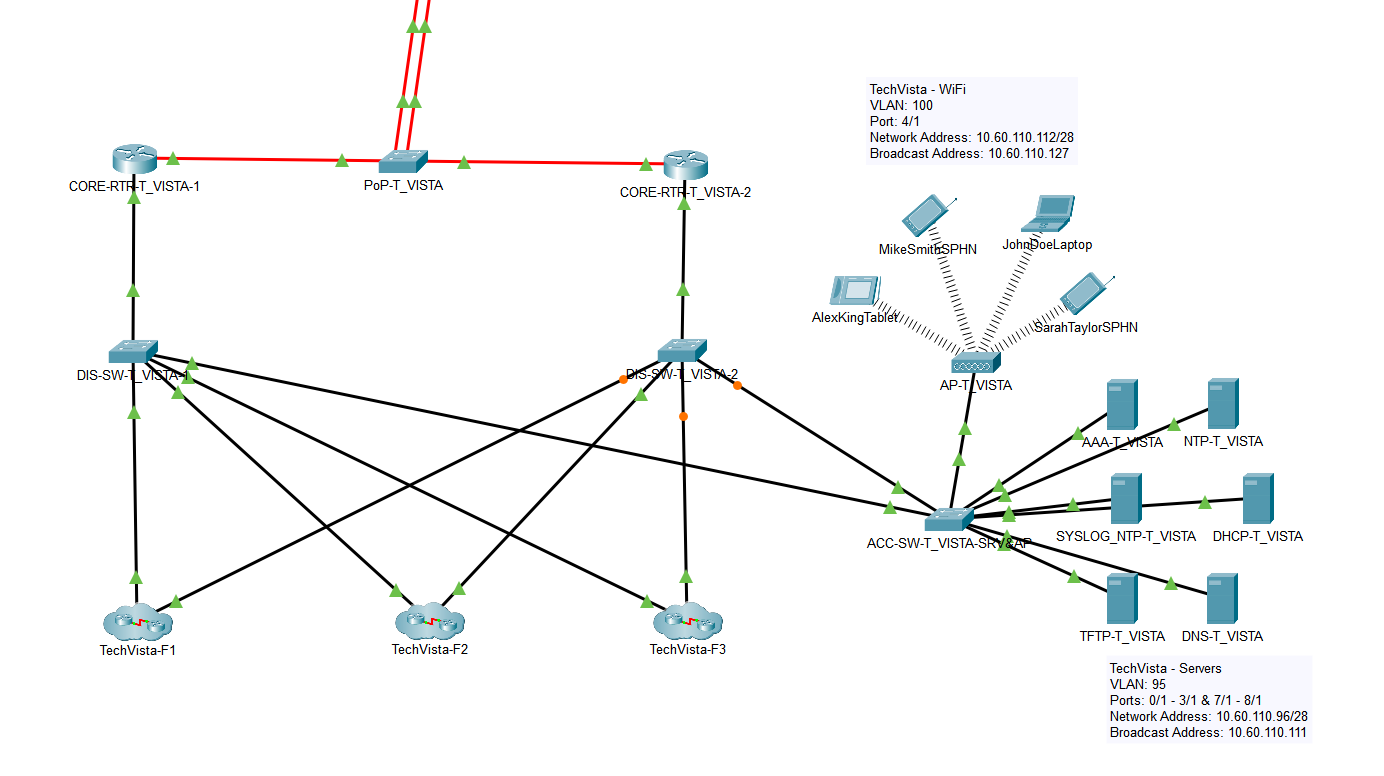 TechVista - WiFi
VLAN: 100
Port: 4/1
Network Address: 10.60.110.112/28
Broadcast Address: 10.60.110.127
CORE-RTR-T_VISTA-1
PoP-T_VISTA
CORE-RTR-T_VISTA-2
MikeSmithSPHN
JohnDoeLaptop
AlexKingTablet
SarahTaylorSPHN
DIS-SW-T_VISTA-1
DIS-SW-T_VISTA-2
AP-T_VISTA
AAA-T_VISTA
NTP-T_VISTA
ACC-SW-T_VISTA-SRV&AP
SYSLOG_NTP-T_VISTA
DHCP-T_VISTA
TFTP-T_VISTA
DNS-T_VISTA
TechVista-F1
TechVista-F2
TechVista-F3
TechVista - Servers
VLAN: 95
Ports: 0/1 - 3/1 & 7/1 - 8/1
Network Address: 10.60.110.96/28
Broadcast Address: 10.60.110.111